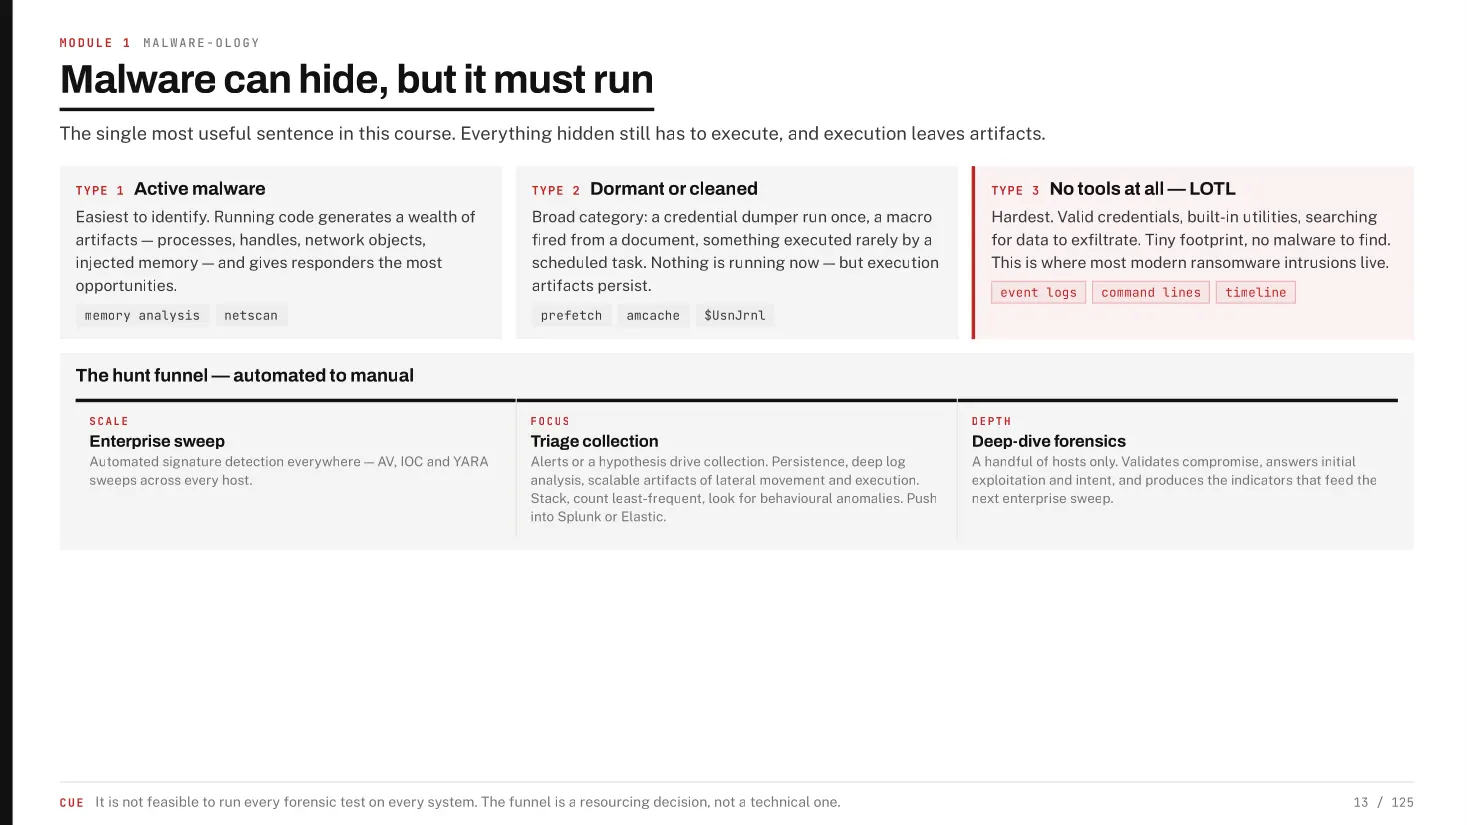 MODULE 1 MALWARE-OLOGY
Malware can hide, but it must run
The single most useful sentence in this course. Everything hidden still has to execute, and execution leaves artifacts.
TYPE 1 Active malware
Easiest to identify. Running code generates a wealth of
artifacts — processes, handles, network objects,
injected memory — and gives responders the most
opportunities.
memory analysis netscan
TYPE 2 Dormant or cleaned
Broad category: a credential dumper run once, a macro
fired from a document, something executed rarely by a
scheduled task. Nothing is running now — but execution
artifacts persist.
prefetch amcache $UsnJrnl
TYPE 3 No tools at all — LOTL
Hardest. Valid credentials, built-in utilities, searching
for data to exfiltrate. Tiny footprint, no malware to find.
This is where most modern ransomware intrusions live.
event logs command lines timeline
The hunt funnel — automated to manual
SCALE
Enterprise sweep
Automated signature detection everywhere — AV, IOC and YARA
sweeps across every host.
FOCUS
Triage collection
Alerts or a hypothesis drive collection. Persistence, deep log
analysis, scalable artifacts of lateral movement and execution.
Stack, count least-frequent, look for behavioural anomalies. Push
into Splunk or Elastic.
DEPTH
Deep-dive forensics
A handful of hosts only. Validates compromise, answers initial
exploitation and intent, and produces the indicators that feed the
next enterprise sweep.
CUE It is not feasible to run every forensic test on every system. The funnel is a resourcing decision, not a technical one.
13 / 125